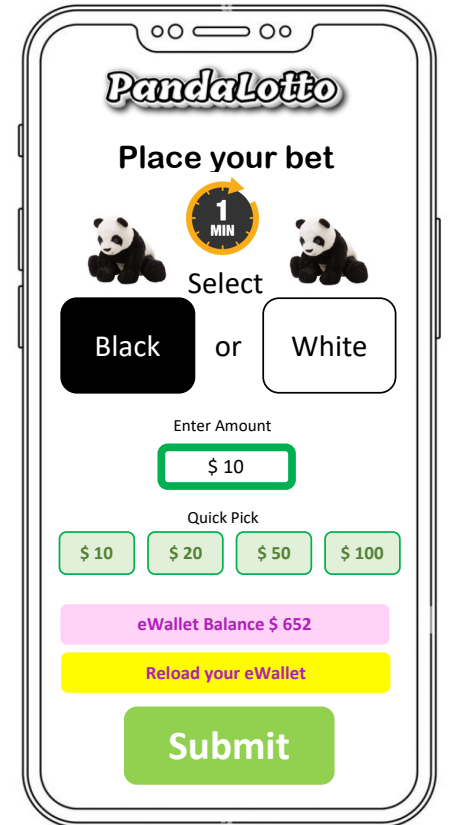 PandaLotto
Place your bet
1
MIN
Select
Black or White
Enter Amount
$ 10
Quick Pick
$ 10 $ 20 $ 50 $ 100
eWallet Balance $ 652
Reload your eWallet
Submit